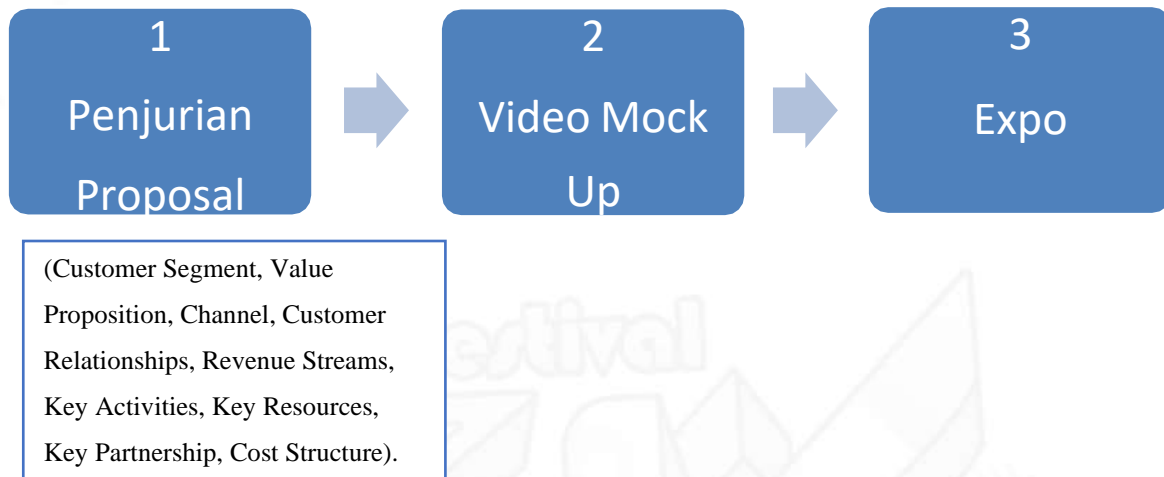 1
Penjurian
Proposal
2
Video Mock
Up
3
Expo
(Customer Segment, Value
Proposition, Channel, Customer
Relationships, Revenue Streams,
Key Activities, Key Resources,
Key Partnership, Cost Structure).
estival